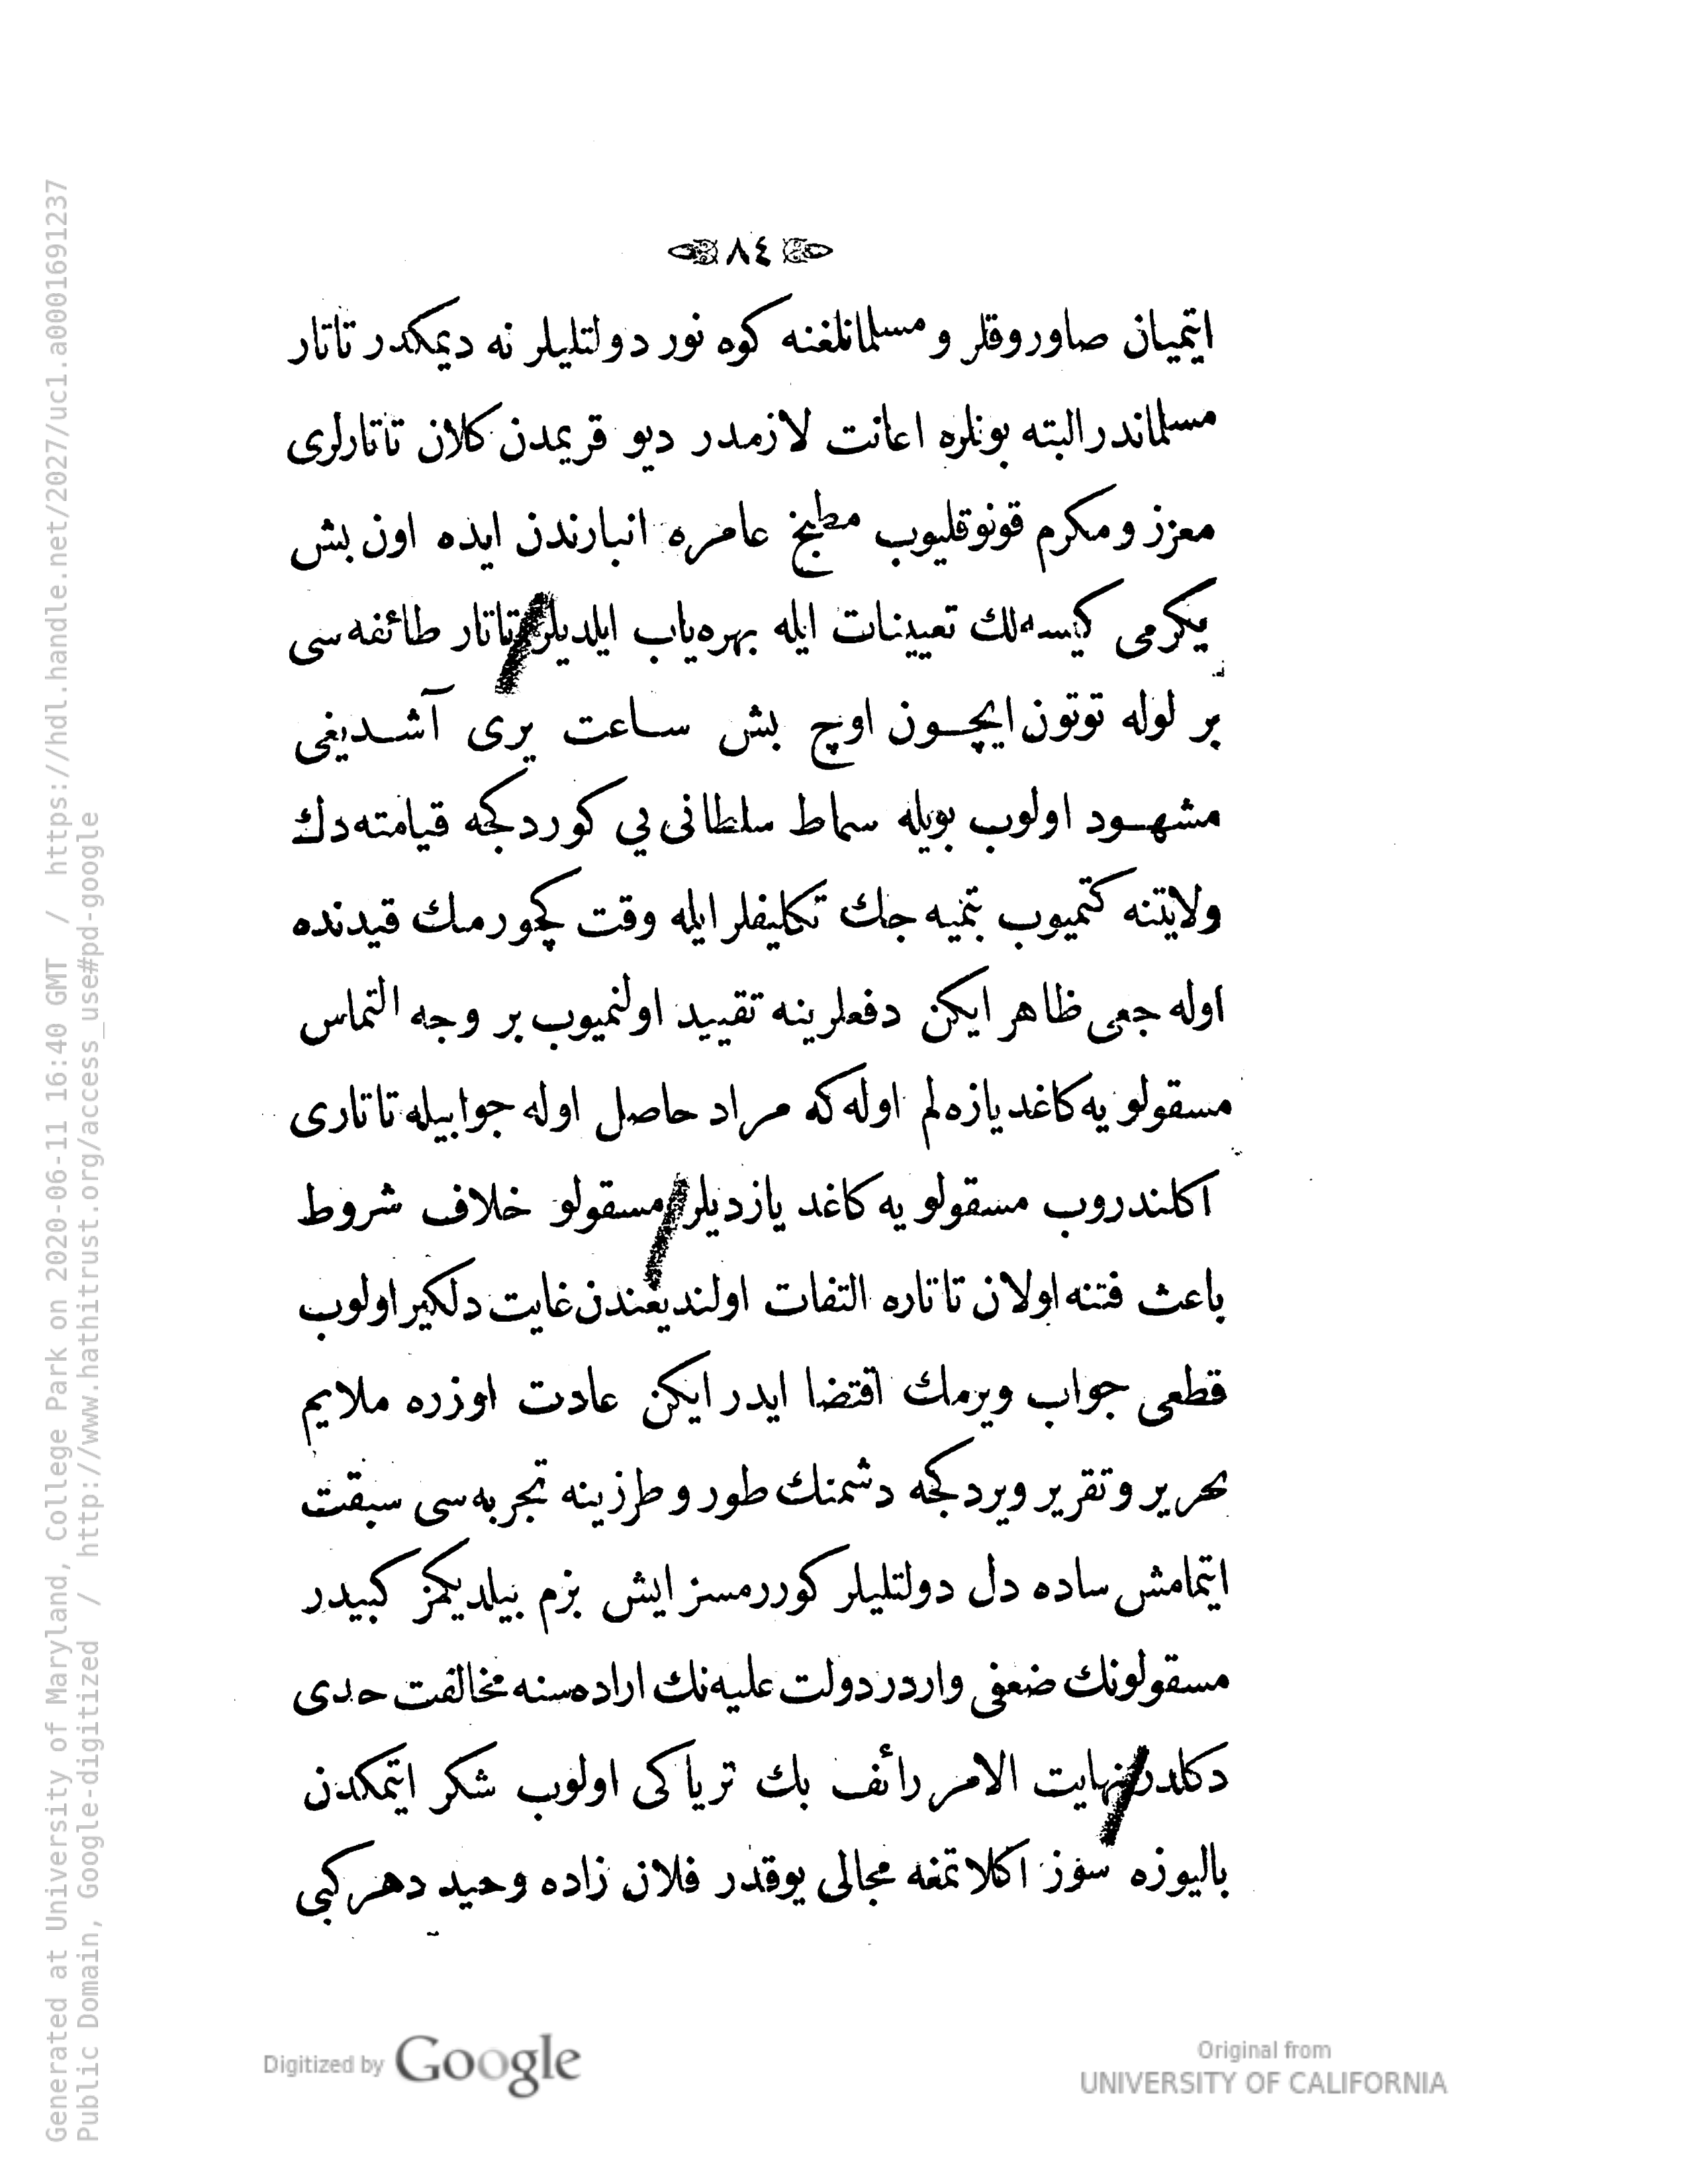 ٨٤
ایتمیان صاوروقلر و مسلمانلغنه کوه نور دولتلیلر نه دیمکدر تاتار
مسلماندر البته بونلره اعانت لازمدر دیو قریمدن کلان تاتارلری
معزز و مکرم قونوقلیوب مطبخ عامره انبارندن ایده اون بش
یکرمی کیسه‌لك تعیینات ایله بهره‌یاب ایلدیلر تاتار طائفه‌سی
بر لوله توتون ایچون اوچ بش ساعت یری آشدیغی
مشهود اولوب بویله سماط سلطانی‌یی کوردکجه قیامته‌دك
ولایتنه کتمیوب بتمیه جك تکلیفلر ایله وقت کچورمك قیدنده
اوله جغی ظاهر ایکن دفعلرینه تقیید اولنمیوب بر وجه التماس
مسقولو یه کاغد یازه‌لم اوله که مراد حاصل اوله جوابیله تاتاری
اکلندروب مسقولو یه کاغد یازدیلر مسقولو خلاف شروط
باعث فتنه اولان تاتاره التفات اولندیغندن غایت دلکیر اولوب
قطعی جواب ویرمك اقتضا ایدر ایکن عادت اوزره ملایم
تحریر و تقریر ویردکجه دشمنك طور و طرزینه تجربه‌سی سبقت
ایتمامش ساده دل دولتلیلر کوررمسز ایش بزم بیلدیکمز کبیدر
مسقولونك ضعفی واردر دولت علیه‌نك اراده‌سنه مخالفت حدی
دکلدر نهایت الامر رائف بك تریاکی اولوب شکر ایتمکدن
بالیوزه سوز اکلاتمغه مجالی یوقدر فلان زاده وحید دهر کبی
Digitized by Google
Original from
UNIVERSITY OF CALIFORNIA
Generated at University of Maryland, College Park on 2020-06-11 16:40 GMT / https://hdl.handle.net/2027/uc1.a0001691237
Public Domain, Google-digitized / http://www.hathitrust.org/access_use#pd-google